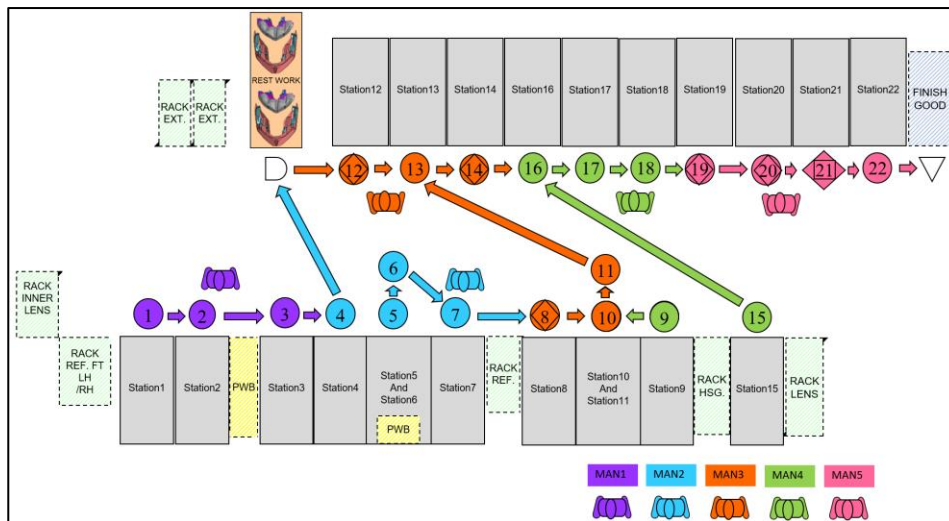 REST WORK
RACK
EXT.
RACK
EXT.
Station12
Station13
Station14
Station16
Station17
Station18
Station19
Station20
Station21
Station22
FINISH
GOOD
12
13
14
16
17
18
19
20
21
22
RACK
INNER
LENS
1
2
3
4
5
6
7
8
10
11
9
15
RACK
REF. FT
LH
/RH
Station1
Station2
PWB
Station3
Station4
Station5
And
Station6
PWB
Station7
RACK
REF.
Station8
Station10
And
Station11
Station9
RACK
HSG.
Station15
RACK
LENS
MAN1
MAN2
MAN3
MAN4
MAN5